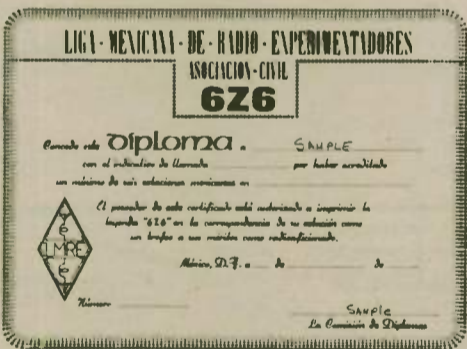 LIGA · MEXICANA · DE · RADIO · EXPERIMENTADORES
ASOCIACION · CIVIL
6Z6
Concede este Diploma a SAMPLE
con el indicativo de llamada por haber acreditado
un mínimo de seis estaciones mexicanas en
El poseedor de este certificado está autorizado a imprimir la
leyenda "6Z6" en la correspondencia de su estación como
un trofeo a sus méritos como radioaficionado.
LMRE
México, D.F. a de de
Número
SAMPLE
La Comisión de Diplomas